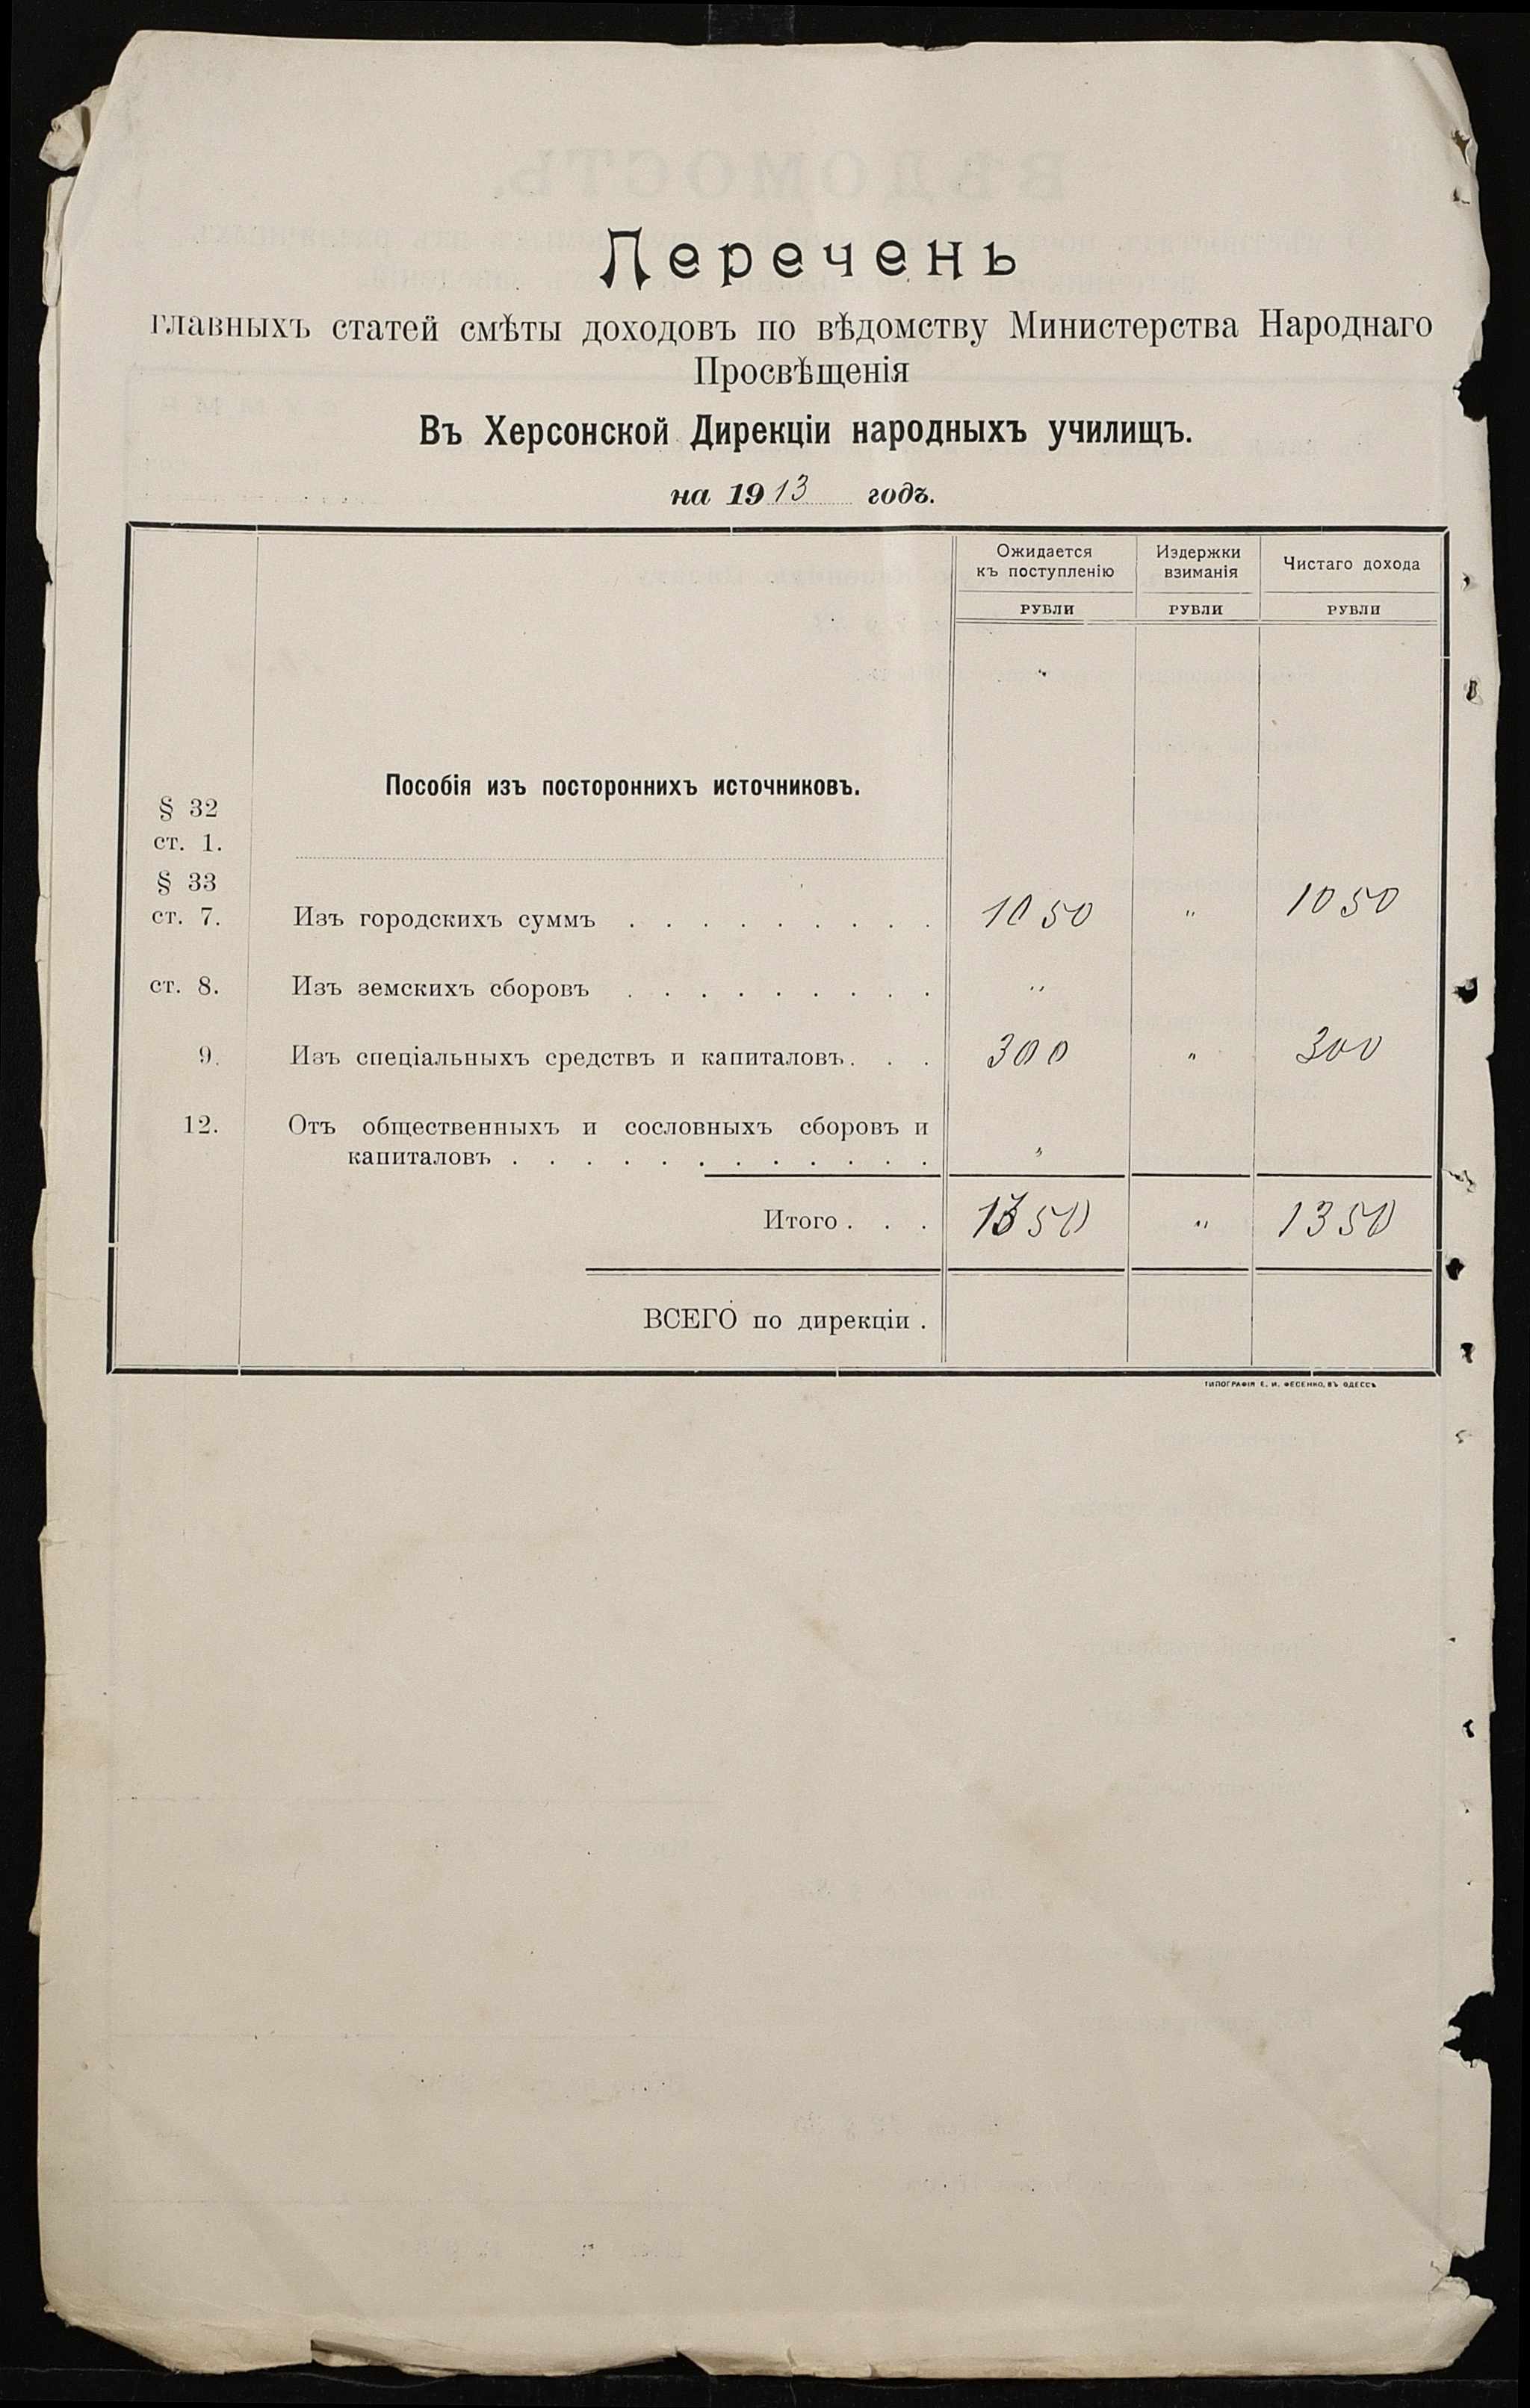 Перечень
главныхъ статей смѣты доходовъ по вѣдомству Министерства Народнаго
Просвѣщенія
Въ Херсонской Дирекціи народныхъ училищъ.
на 1913 годъ.
Ожидается къ поступленію Издержки взиманія Чистаго дохода
РУБЛИ РУБЛИ РУБЛИ
"
Пособія изъ постороннихъ источниковъ.
§ 32
ст. 1.
§ 33
ст. 7. Изъ городскихъ суммъ . . . . . . . . . 1050 " 1050
ст. 8. Изъ земскихъ сборовъ . . . . . . . . . "
9. Изъ спеціальныхъ средствъ и капиталовъ. . . 300 " 300
12. Отъ общественныхъ и сословныхъ сборовъ и
капиталовъ . . . . . . . . . . . . "
Итого . . . 1350 " 1350
ВСЕГО по дирекціи .
ТИПОГРАФІЯ Е. И. ФЕСЕНКО, ВЪ ОДЕССѢ